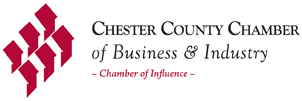 CHESTER COUNTY CHAMBER
of Business & Industry
– Chamber of Influence –